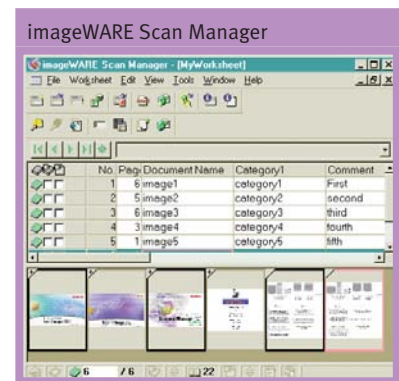 imageWARE Scan Manager
imageWARE Scan Manager - [MyWorksheet]
File Worksheet Edit View Tools Window Help
No. Page Document Name Category1 Comment
1 6 image1 category1 First
2 5 image2 category2 second
3 6 image3 category3 third
4 3 image4 category4 fourth
5 1 image5 category5 fifth
6 / 6 22